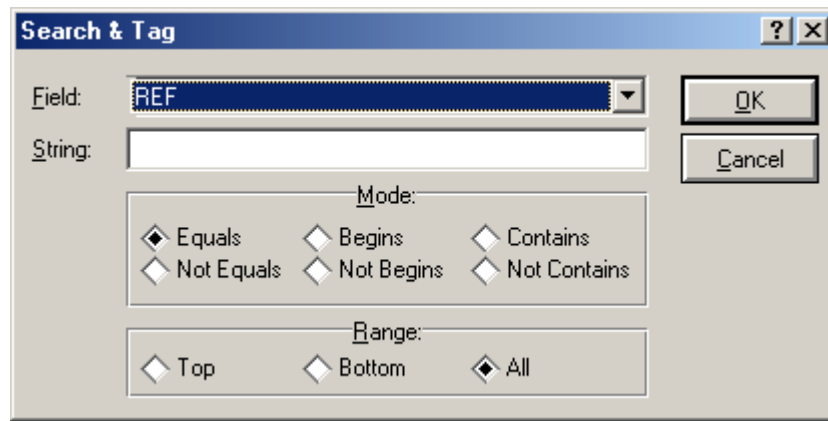 Search & Tag
Field: REF OK
String: Cancel
Mode:
Equals Begins Contains
Not Equals Not Begins Not Contains
Range:
Top Bottom All